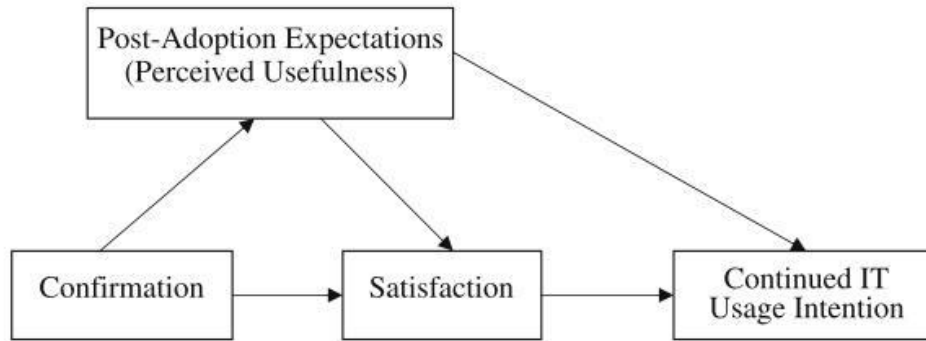 Post-Adoption Expectations
(Perceived Usefulness)
Confirmation
Satisfaction
Continued IT
Usage Intention